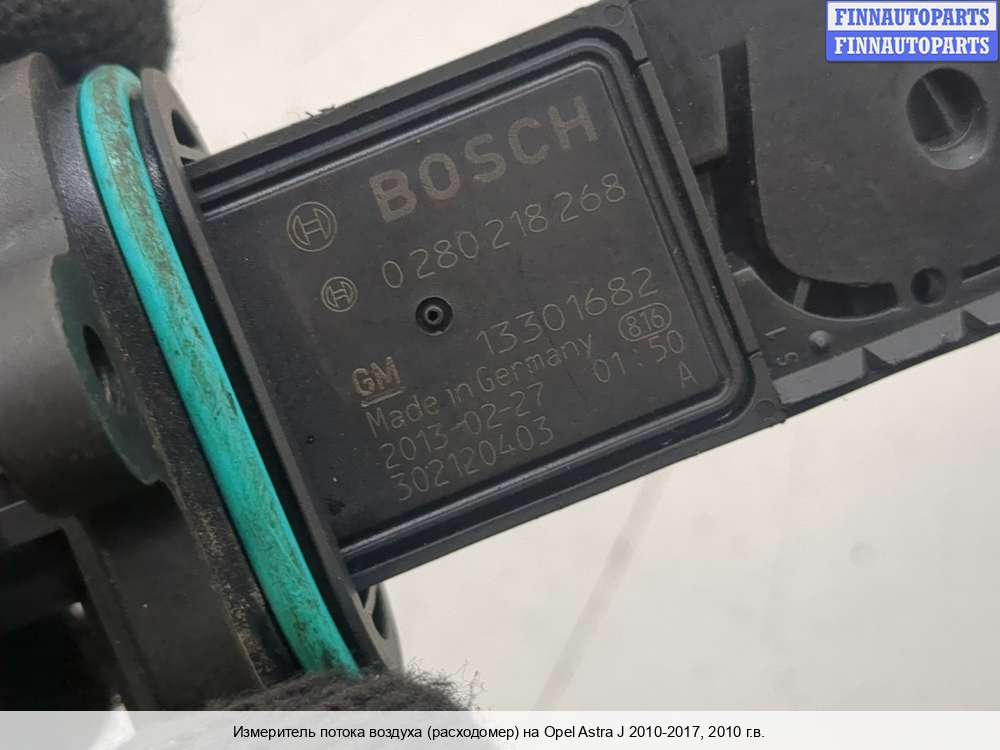 FINNAUTOPARTS
FINNAUTOPARTS
BOSCH
0 280 218 268
13301682
GM
Made in Germany
816
2013-02-27
01:50
A
302120403
51
Измеритель потока воздуха (расходомер) на Opel Astra J 2010-2017, 2010 г.в.